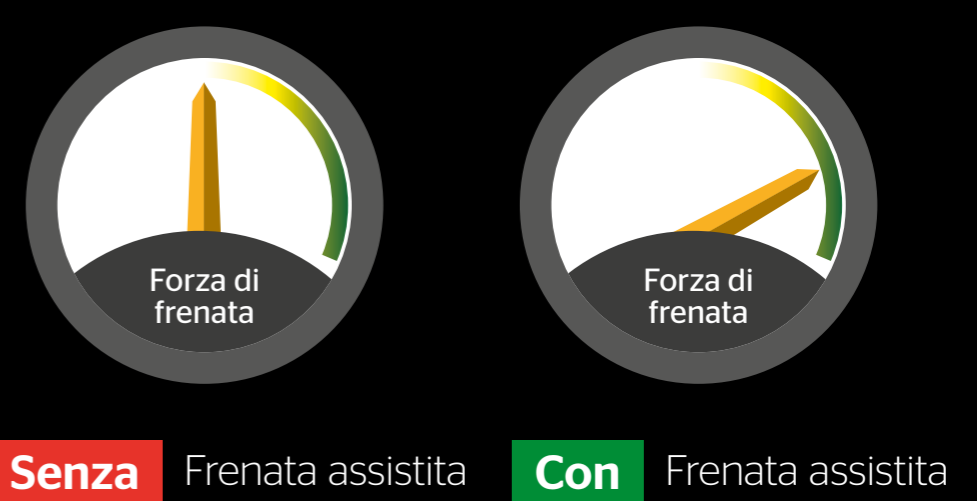 Forza di
frenata
Forza di
frenata
Senza Frenata assistita
Con Frenata assistita